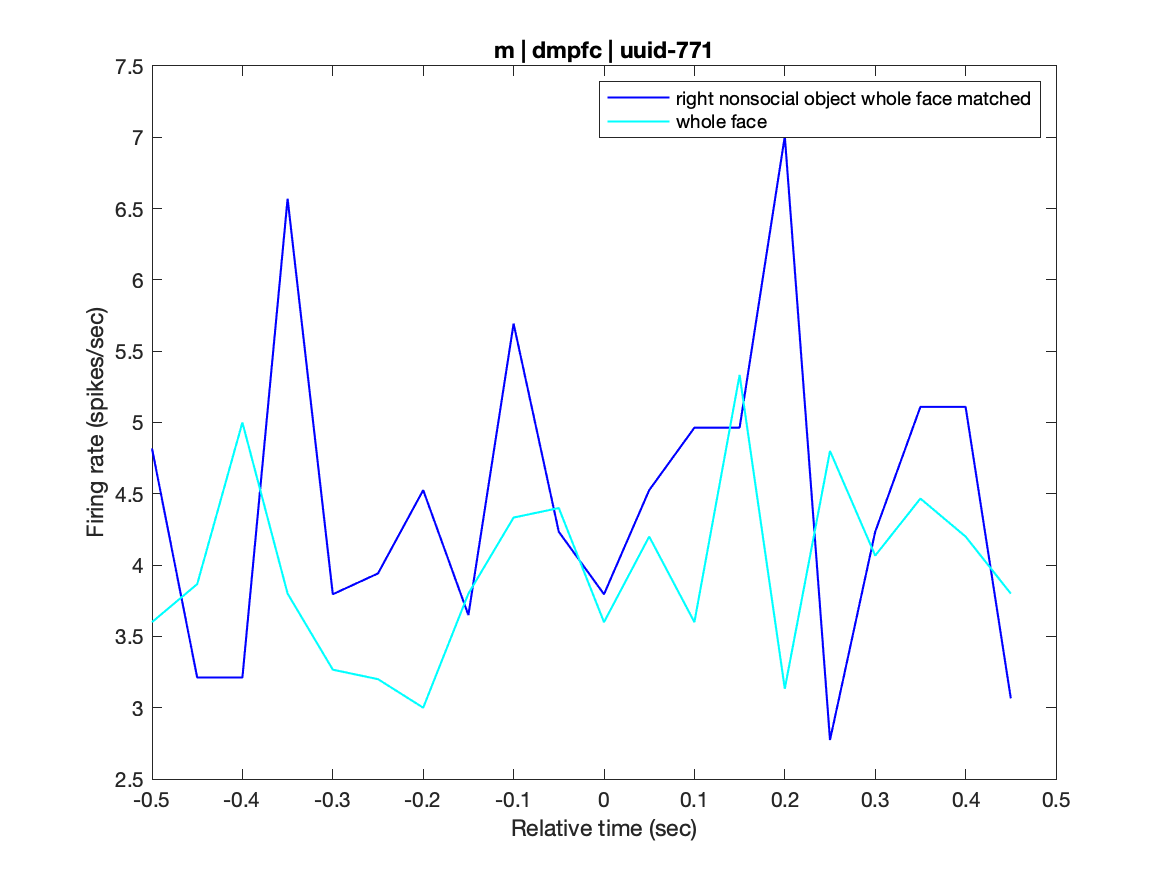 m | dmpfc | uuid-771
7.5
right nonsocial object whole face matched
whole face
7
6.5
6
5.5
5
4.5
4
3.5
3
2.5
Firing rate (spikes/sec)
-0.5 -0.4 -0.3 -0.2 -0.1 0 0.1 0.2 0.3 0.4 0.5
Relative time (sec)